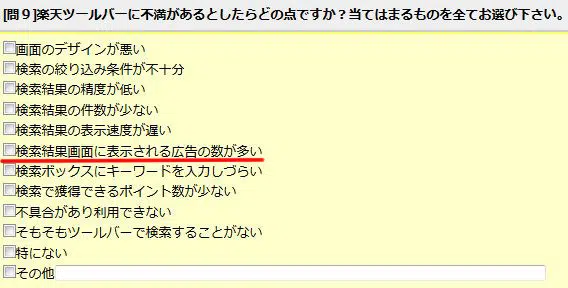 [問９]楽天ツールバーに不満があるとしたらどの点ですか？当てはまるものを全てお選び下さい。
画面のデザインが悪い
検索の絞り込み条件が不十分
検索結果の精度が低い
検索結果の件数が少ない
検索結果の表示速度が遅い
検索結果画面に表示される広告の数が多い
検索ボックスにキーワードを入力しづらい
検索で獲得できるポイント数が少ない
不具合があり利用できない
そもそもツールバーで検索することがない
特にない
その他